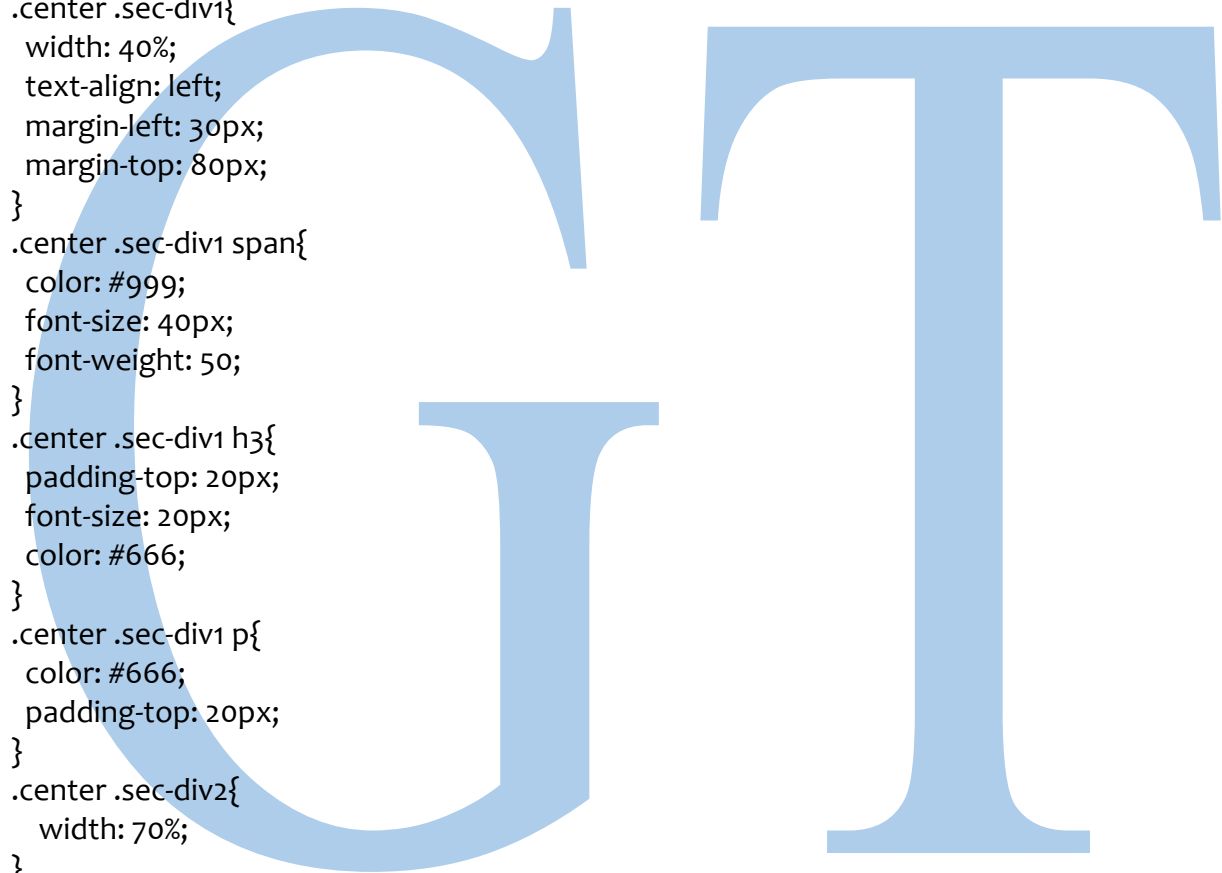 .center .sec-div1{
  width: 40%;
  text-align: left;
  margin-left: 30px;
  margin-top: 80px;
}
.center .sec-div1 span{
  color: #999;
  font-size: 40px;
  font-weight: 50;
}
.center .sec-div1 h3{
  padding-top: 20px;
  font-size: 20px;
  color: #666;
}
.center .sec-div1 p{
  color: #666;
  padding-top: 20px;
}
.center .sec-div2{
    width: 70%;
}
GT